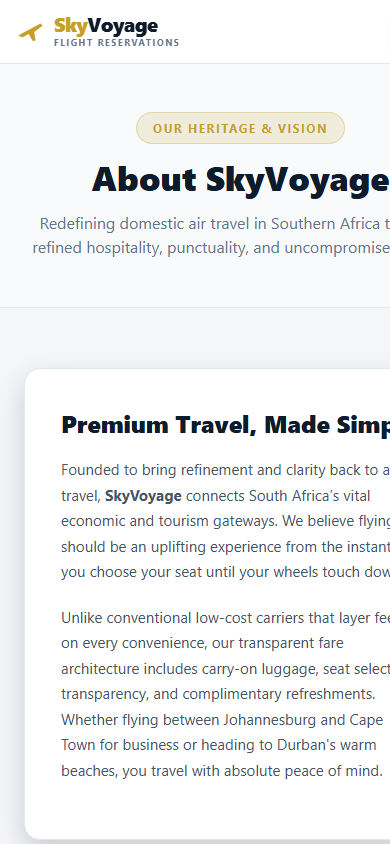 SkyVoyage
FLIGHT RESERVATIONS
OUR HERITAGE & VISION
About SkyVoyage
Redefining domestic air travel in Southern Africa t
refined hospitality, punctuality, and uncompromise
Premium Travel, Made Simp
Founded to bring refinement and clarity back to a
travel, SkyVoyage connects South Africa's vital
economic and tourism gateways. We believe flying
should be an uplifting experience from the instant
you choose your seat until your wheels touch dow
Unlike conventional low-cost carriers that layer fee
on every convenience, our transparent fare
architecture includes carry-on luggage, seat select
transparency, and complimentary refreshments.
Whether flying between Johannesburg and Cape
Town for business or heading to Durban's warm
beaches, you travel with absolute peace of mind.